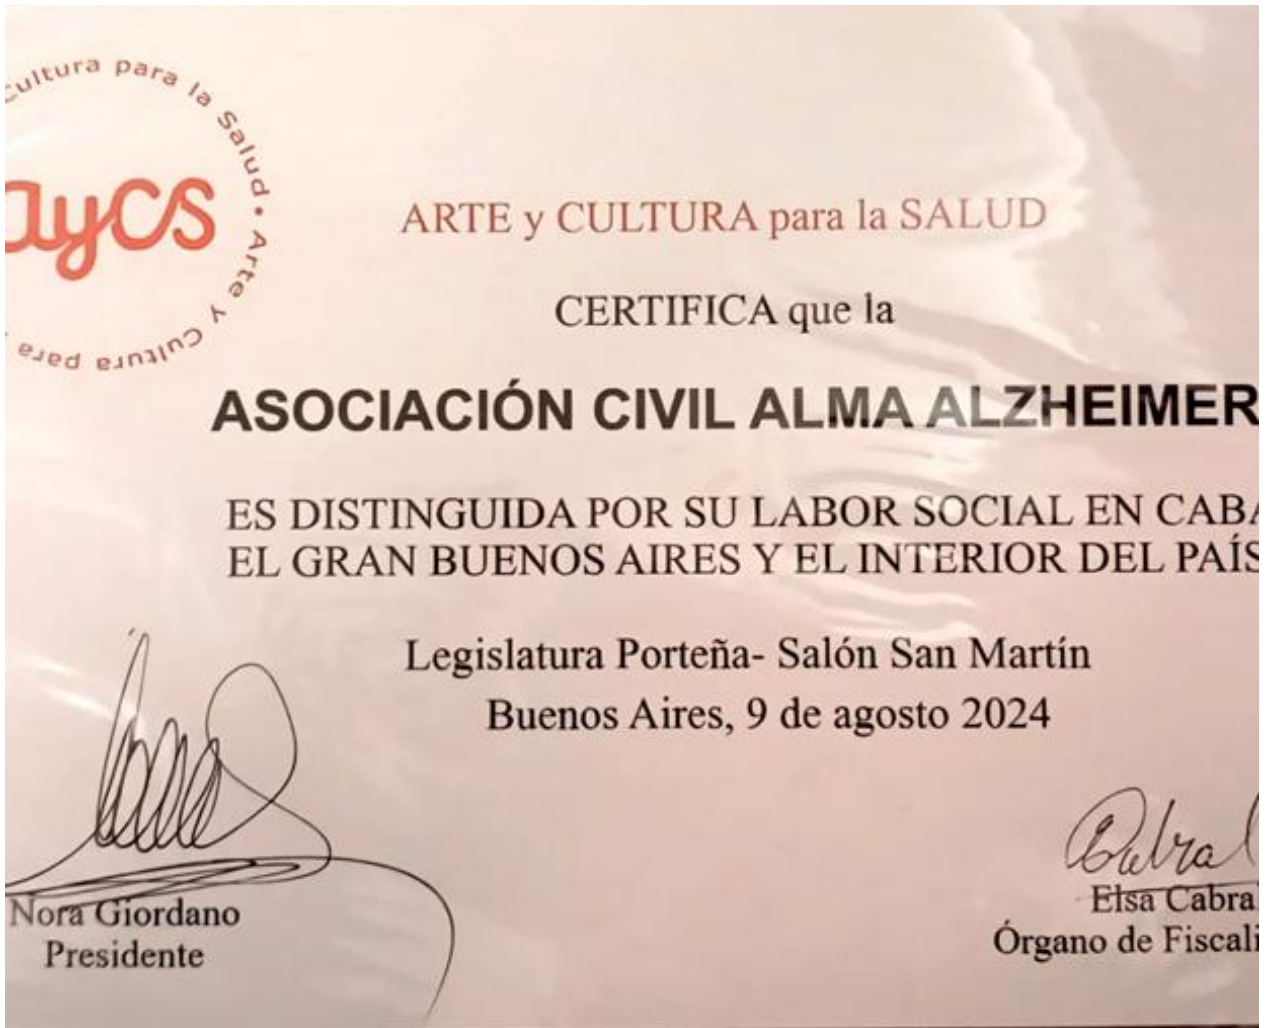 Cultura para la Salud • Arte y Cultura para
ayCS
ARTE y CULTURA para la SALUD
CERTIFICA que la
ASOCIACIÓN CIVIL ALMA ALZHEIMER
ES DISTINGUIDA POR SU LABOR SOCIAL EN CABA
EL GRAN BUENOS AIRES Y EL INTERIOR DEL PAÍS
Legislatura Porteña- Salón San Martín
Buenos Aires, 9 de agosto 2024
Cabral
Nora Giordano
Presidente
Elsa Cabra
Órgano de Fiscali